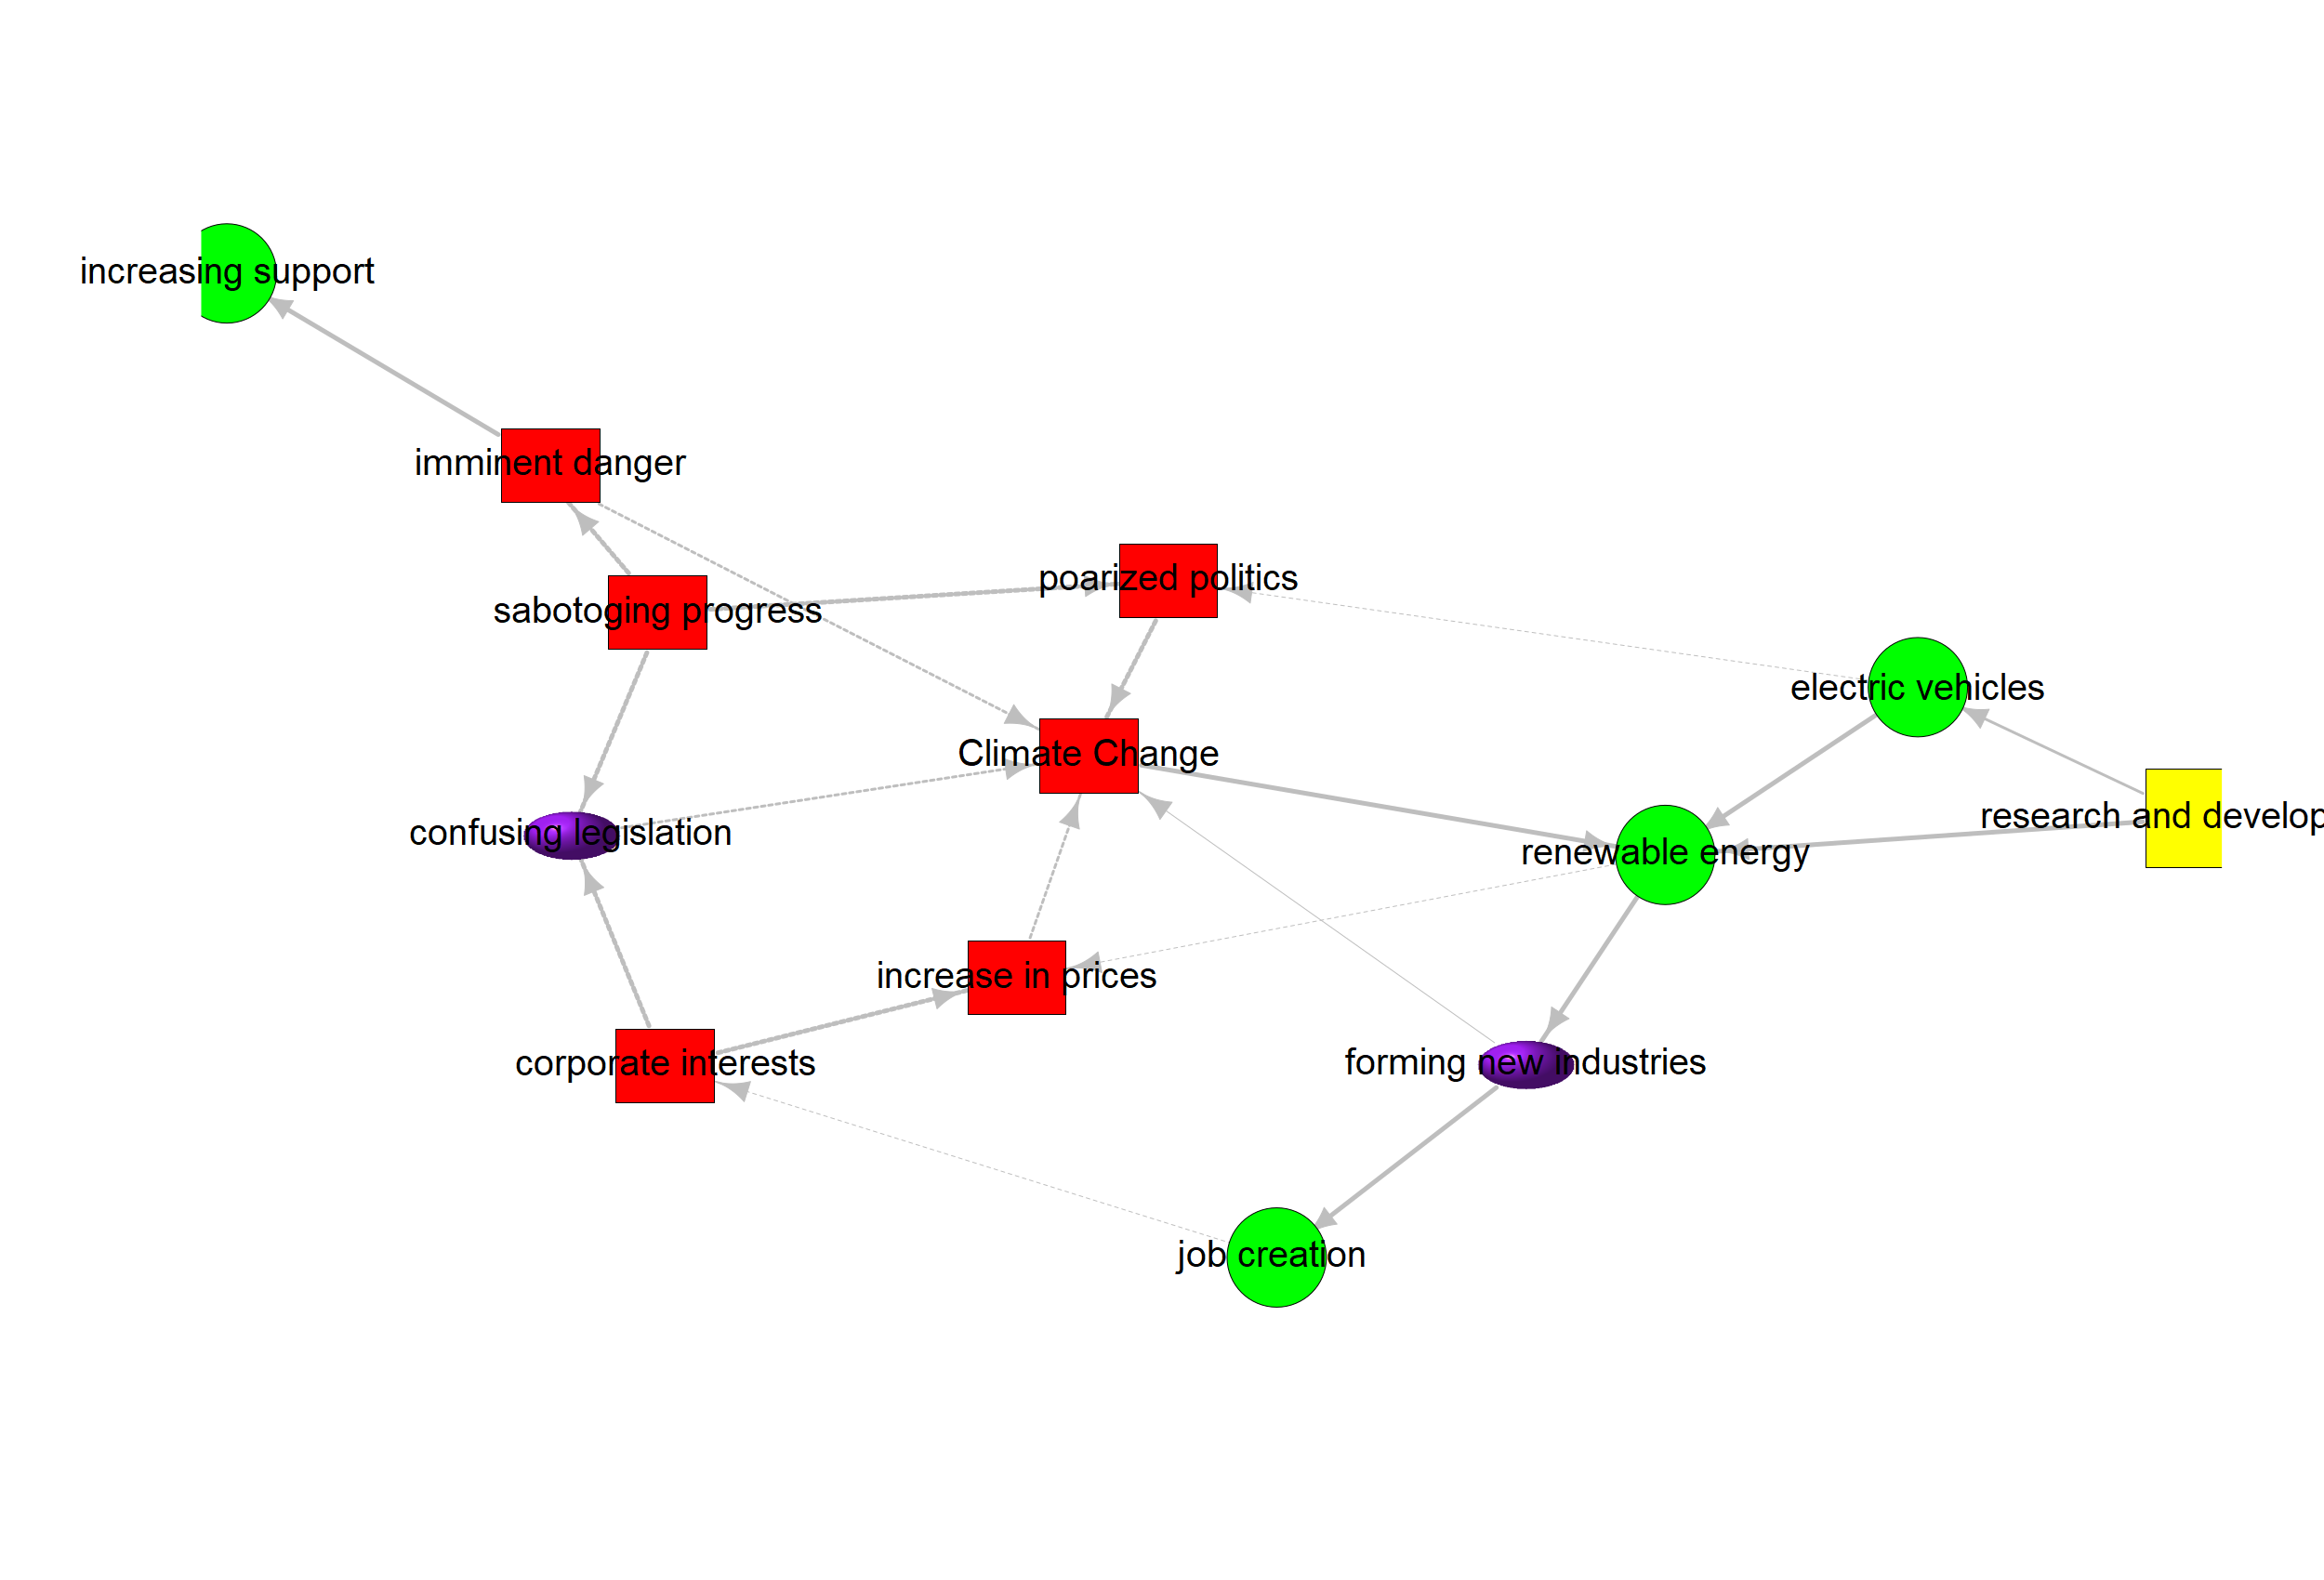 increasing support
imminent danger
poarized politics
sabotoging progress
electric vehicles
Climate Change
research and develop
confusing legislation
renewable energy
increase in prices
corporate interests
forming new industries
job creation